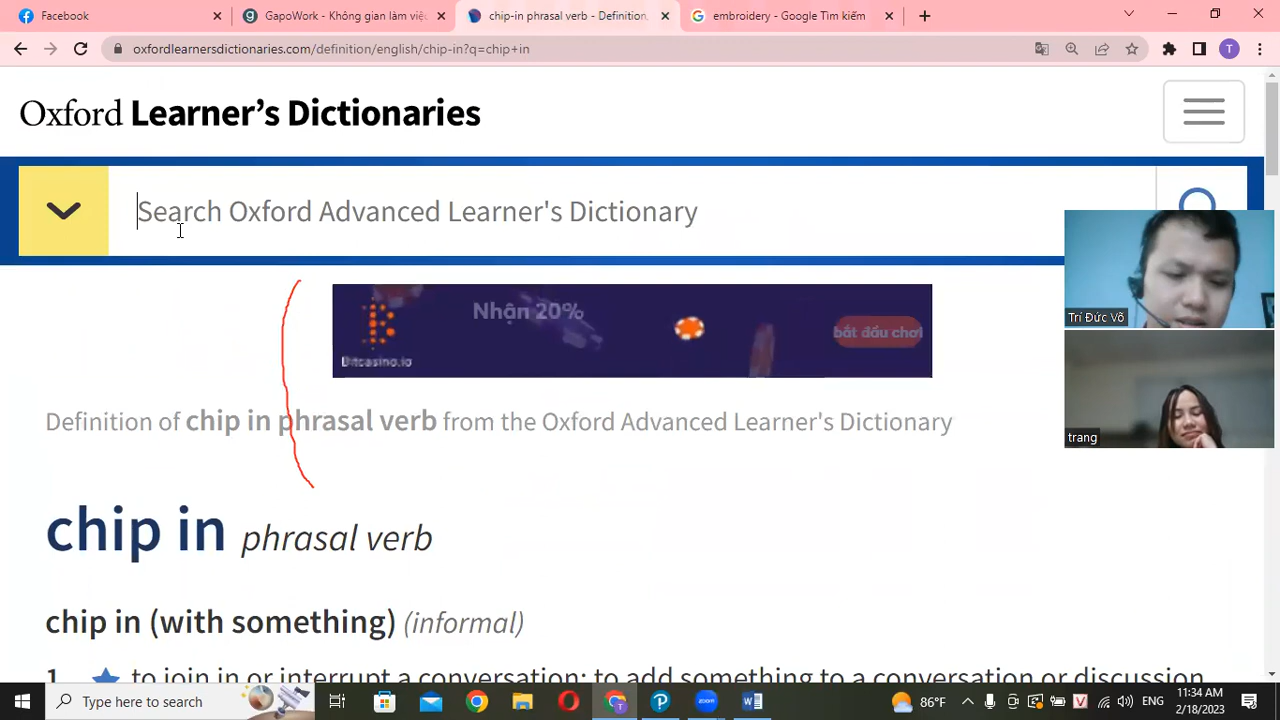 Facebook
GapoWork - Không gian làm việc
chip-in phrasal verb - Definition,
embroidery - Google Tìm kiếm
oxfordlearnersdictionaries.com/definition/english/chip-in?q=chip+in
T
Oxford Learner's Dictionaries
Search Oxford Advanced Learner's Dictionary
Nhận 20%
bắt đầu chơi
Bitcasino.io
Trí Đức Võ
trang
Definition of chip in phrasal verb from the Oxford Advanced Learner's Dictionary
chip in phrasal verb
chip in (with something) (informal)
1 to join in or interrupt a conversation; to add something to a conversation or discussion
Type here to search
86°F
ENG
11:34 AM
2/18/2023